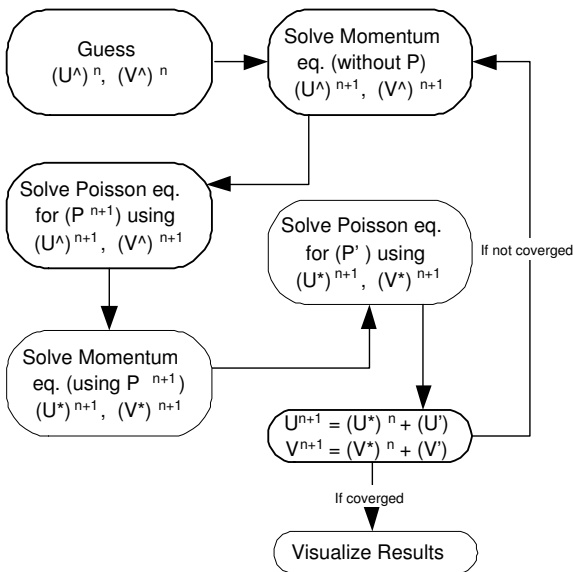 Guess
(U^) n, (V^) n
Solve Momentum
eq. (without P)
(U^) n+1, (V^) n+1
Solve Poisson eq.
for (P n+1) using
(U^) n+1, (V^) n+1
Solve Momentum
eq. (using P n+1)
(U*) n+1, (V*) n+1
Solve Poisson eq.
for (P' ) using
(U*) n+1, (V*) n+1
If not coverged
U n+1 = (U*) n + (U')
V n+1 = (V*) n + (V')
If coverged
Visualize Results